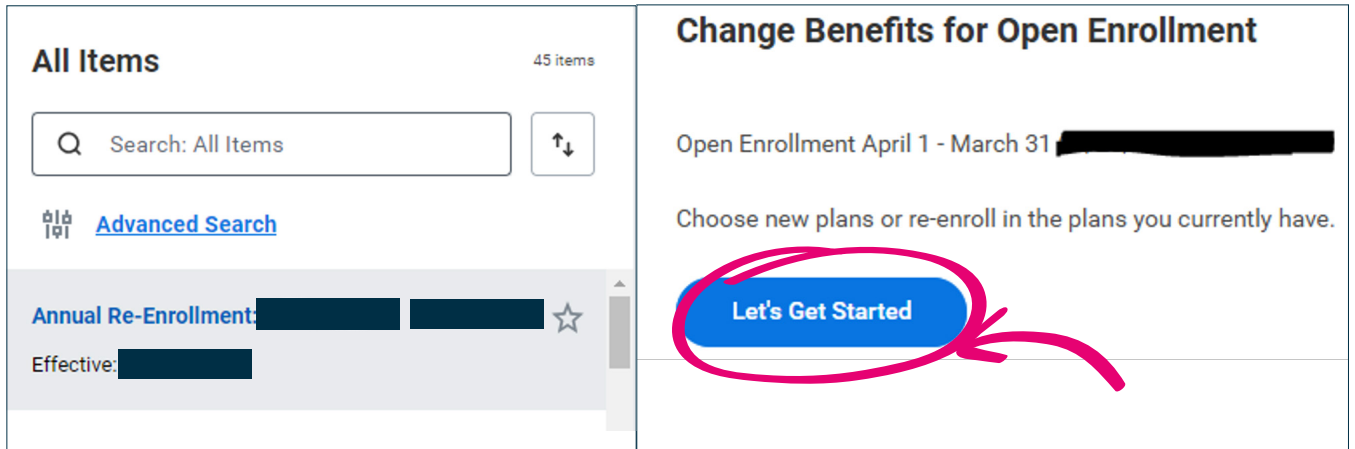 All Items
45 items
Search: All Items
Advanced Search
Annual Re-Enrollment:
Effective:
Change Benefits for Open Enrollment
Open Enrollment April 1 - March 31
Choose new plans or re-enroll in the plans you currently have.
Let's Get Started